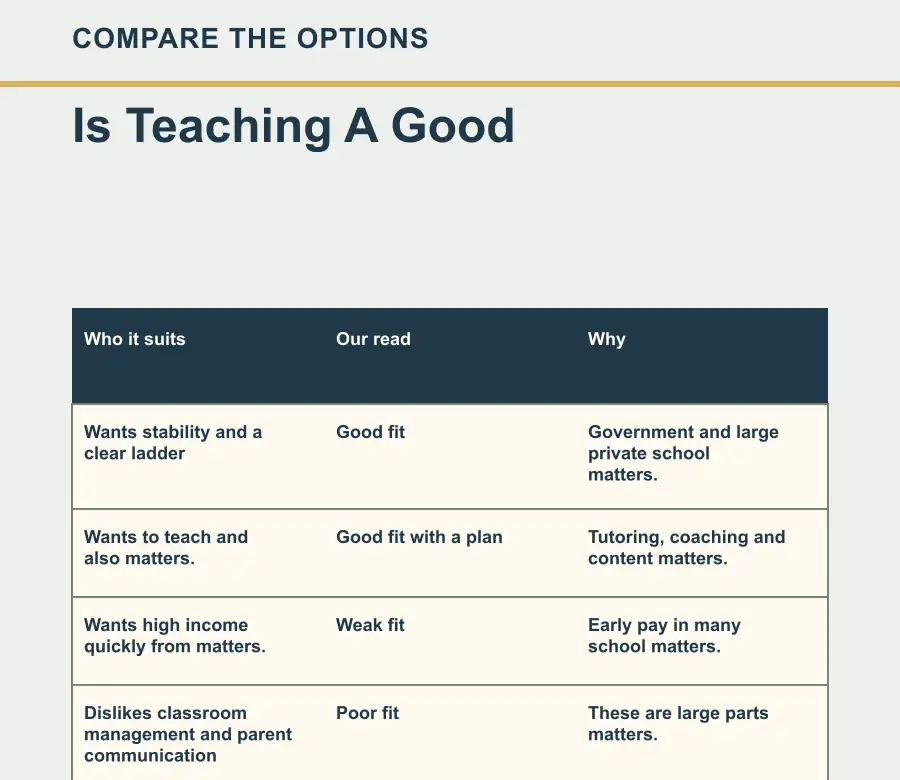 COMPARE THE OPTIONS
Is Teaching A Good
Who it suits
Our read
Why
Wants stability and a
clear ladder
Good fit
Government and large
private school
matters.
Wants to teach and
also matters.
Good fit with a plan
Tutoring, coaching and
content matters.
Wants high income
quickly from matters.
Weak fit
Early pay in many
school matters.
Dislikes classroom
management and parent
communication
Poor fit
These are large parts
matters.